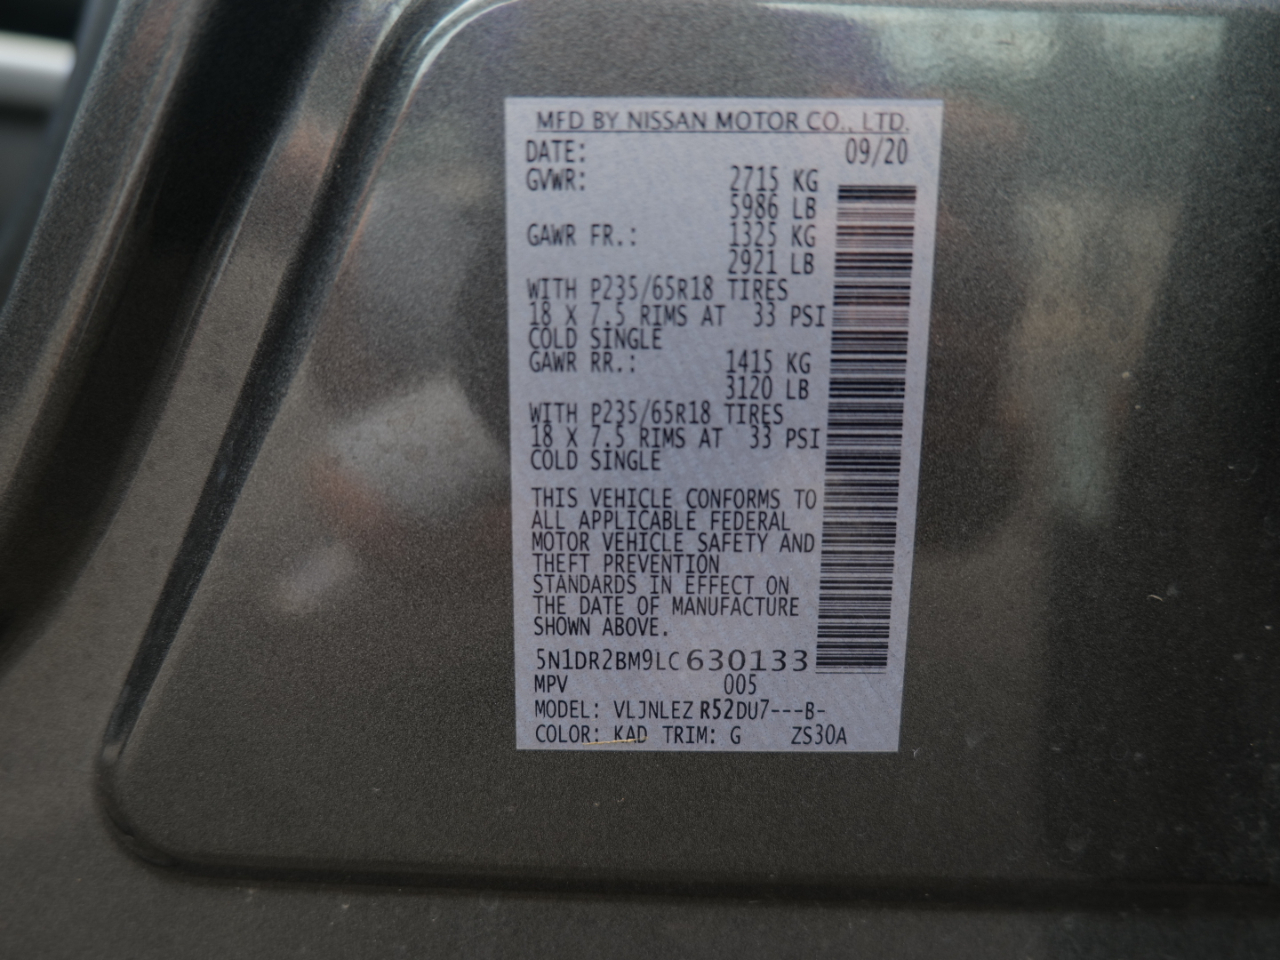 MFD BY NISSAN MOTOR CO., LTD.
DATE: 09/20
GVWR: 2715 KG
5986 LB
GAWR FR.: 1325 KG
2921 LB
WITH P235/65R18 TIRES
18 X 7.5 RIMS AT 33 PSI
COLD SINGLE
GAWR RR.: 1415 KG
3120 LB
WITH P235/65R18 TIRES
18 X 7.5 RIMS AT 33 PSI
COLD SINGLE
THIS VEHICLE CONFORMS TO
ALL APPLICABLE FEDERAL
MOTOR VEHICLE SAFETY AND
THEFT PREVENTION
STANDARDS IN EFFECT ON
THE DATE OF MANUFACTURE
SHOWN ABOVE.
5N1DR2BM9LC630133
MPV 005
MODEL: VLJNLEZ R52DU7---B-
COLOR: KAD TRIM: G ZS30A